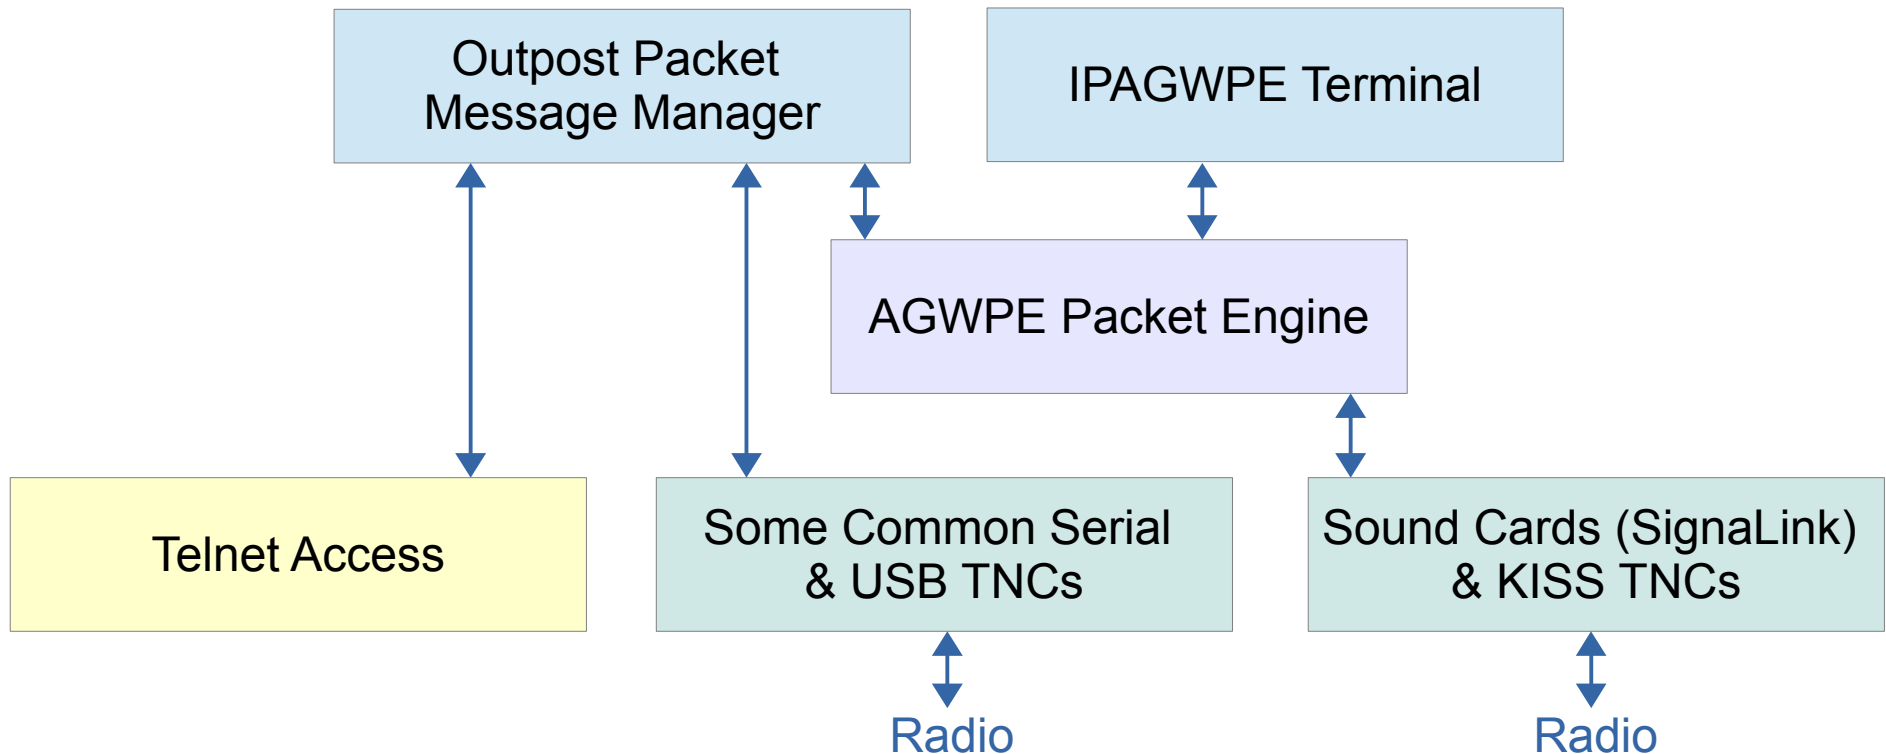 Outpost Packet
Message Manager
IPAGWPE Terminal
AGWPE Packet Engine
Telnet Access
Some Common Serial
& USB TNCs
Sound Cards (SignaLink)
& KISS TNCs
Radio
Radio